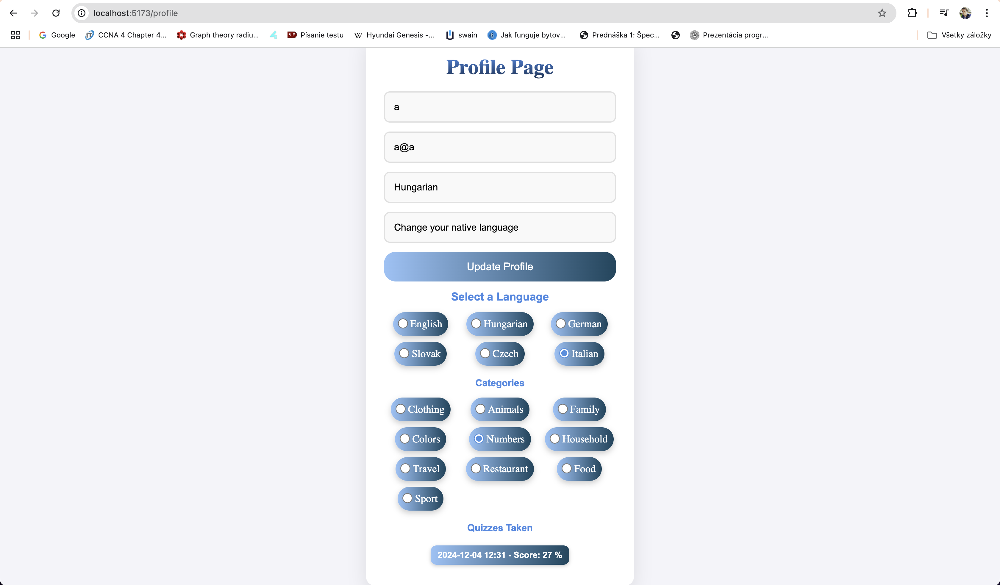 localhost:5173/profile
Google CCNA 4 Chapter 4... Graph theory radiu... AIS Písanie testu W Hyundai Genesis -... swain Jak funguje bytov... Prednáška 1: Špec... Prezentácia progr... Všetky záložky
Profile Page
a
a@a
Hungarian
Change your native language
Update Profile
Select a Language
English Hungarian German
Slovak Czech Italian
Categories
Clothing Animals Family
Colors Numbers Household
Travel Restaurant Food
Sport
Quizzes Taken
2024-12-04 12:31 - Score: 27 %